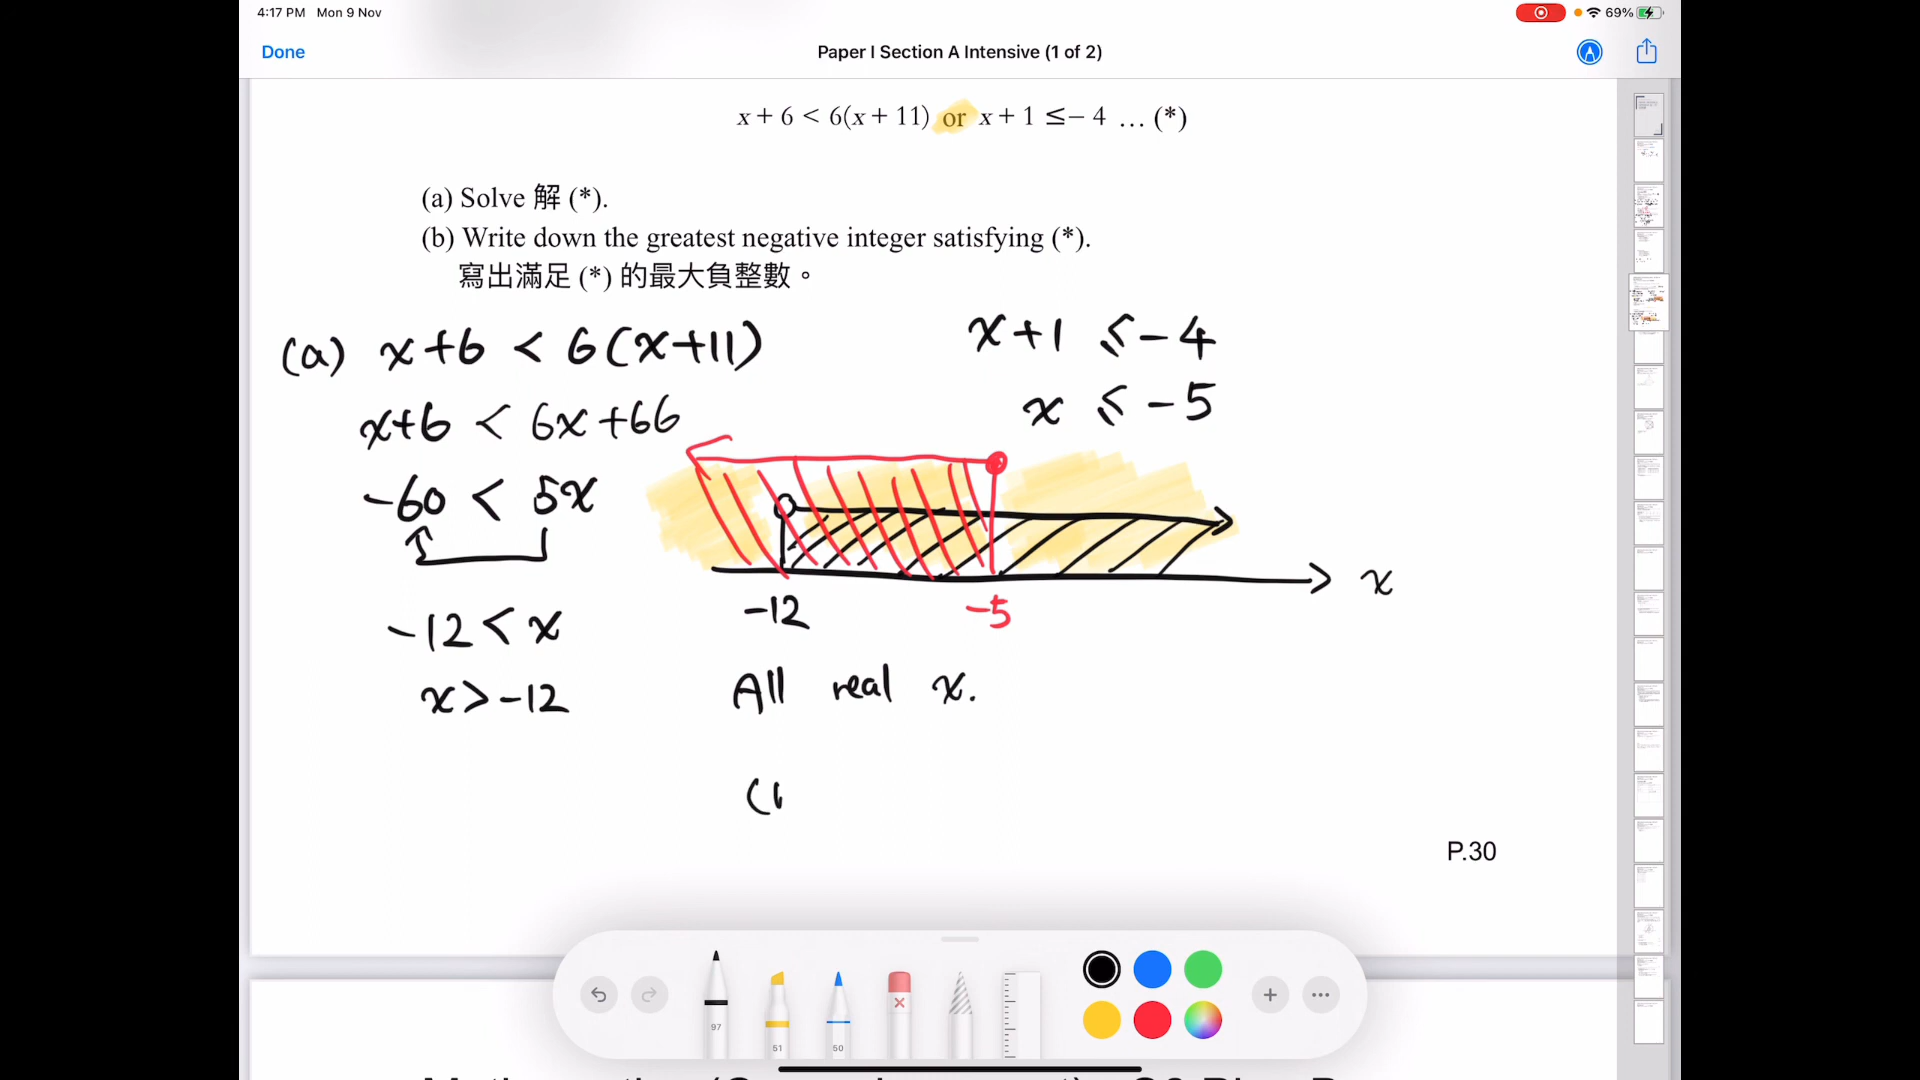 4:17 PM Mon 9 Nov
69%
Done
Paper I Section A Intensive (1 of 2)
x + 6 < 6(x + 11) or x + 1 ≤ − 4 … (*)
(a) Solve 解 (*).
(b) Write down the greatest negative integer satisfying (*).
寫出滿足 (*) 的最大負整數。
(a) x+6 < 6(x+11)
x+6 < 6x+66
-60 < 5x
-12 < x
x > -12
x+1 ≤ -4
x ≤ -5
x
-12
-5
All real x.
P.30
97
51
50